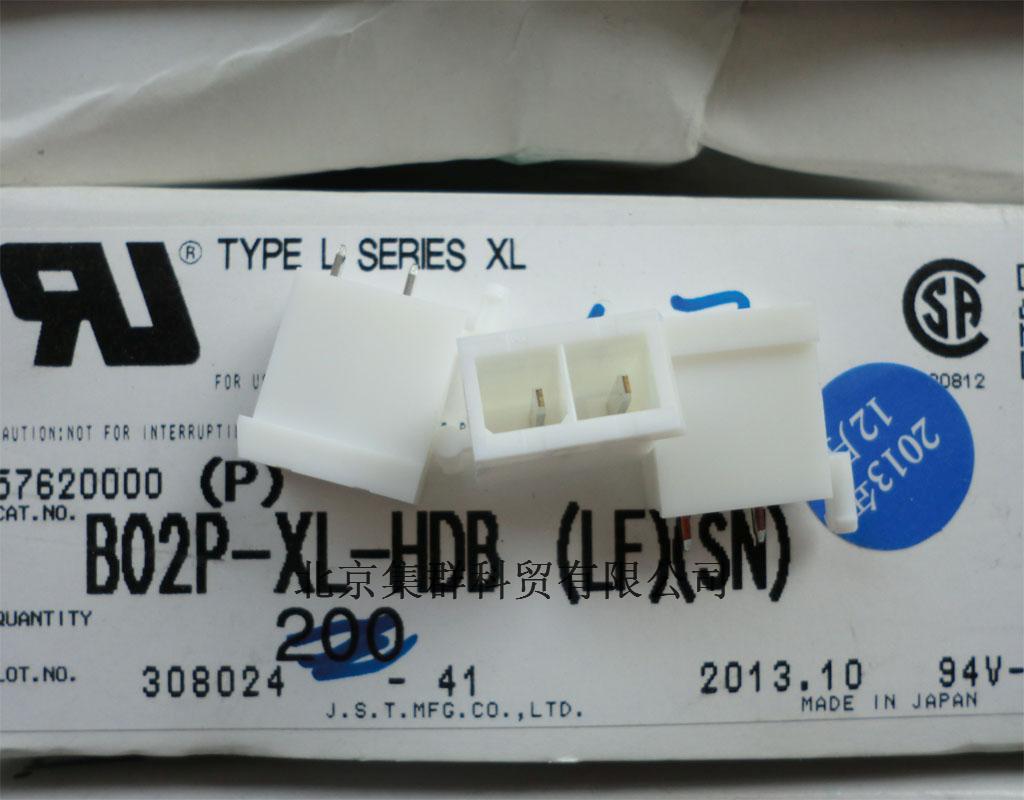 ® TYPE L SERIES XL
FOR U
AUTION:NOT FOR INTERRUPTI
57620000 (P)
CAT.NO.
B02P-XL-HDB (LF)(SN)
北京集群科贸有限公司
QUANTITY
200
LOT.NO.
308024 - 41
2013.10 94V-
J.S.T.MFG.CO.,LTD.
MADE IN JAPAN
SA
0812
2013年
12月